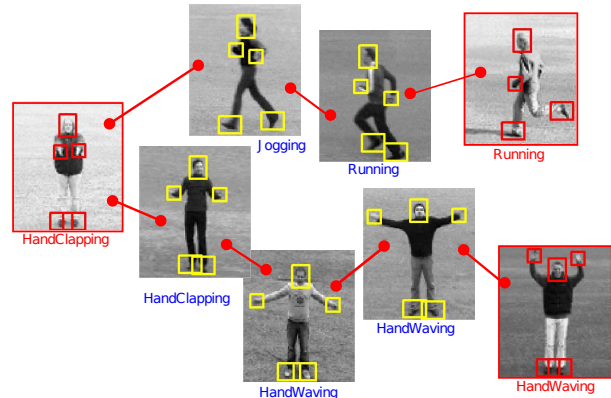 Jogging
Running
Running
HandClapping
HandClapping
HandWaving
HandWaving
HandWaving